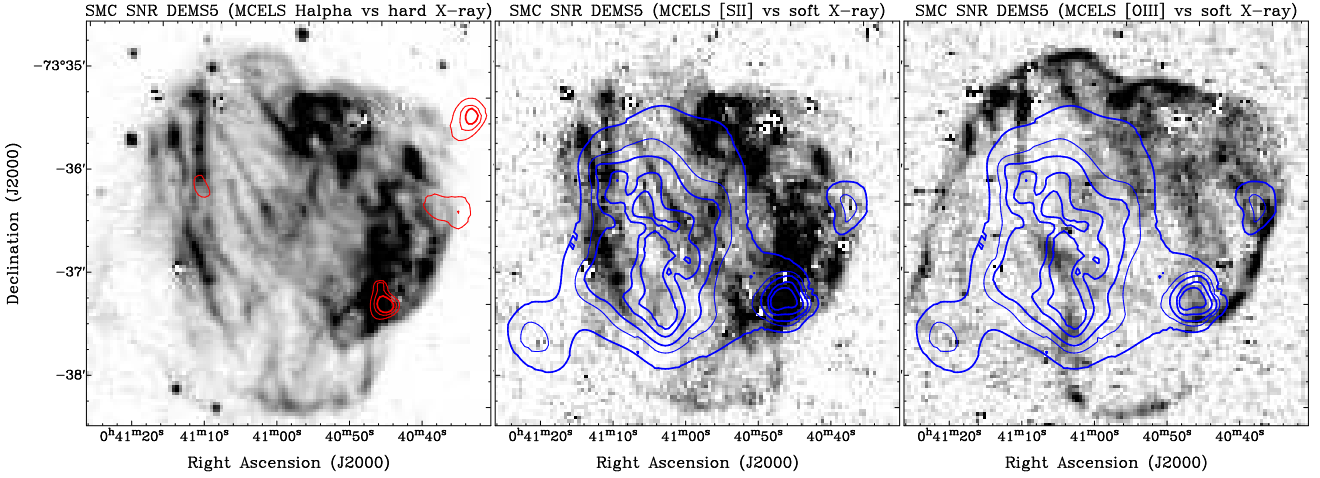 SMC SNR DEMS5 (MCELS Halpha vs hard X-ray)
SMC SNR DEMS5 (MCELS [SII] vs soft X-ray)
SMC SNR DEMS5 (MCELS [OIII] vs soft X-ray)
Declination (J2000)
−73°35′
−36′
−37′
−38′
0ʰ41ᵐ20ˢ 41ᵐ10ˢ 41ᵐ00ˢ 40ᵐ50ˢ 40ᵐ40ˢ
0ʰ41ᵐ20ˢ 41ᵐ10ˢ 41ᵐ00ˢ 40ᵐ50ˢ 40ᵐ40ˢ
0ʰ41ᵐ20ˢ 41ᵐ10ˢ 41ᵐ00ˢ 40ᵐ50ˢ 40ᵐ40ˢ
Right Ascension (J2000)
Right Ascension (J2000)
Right Ascension (J2000)